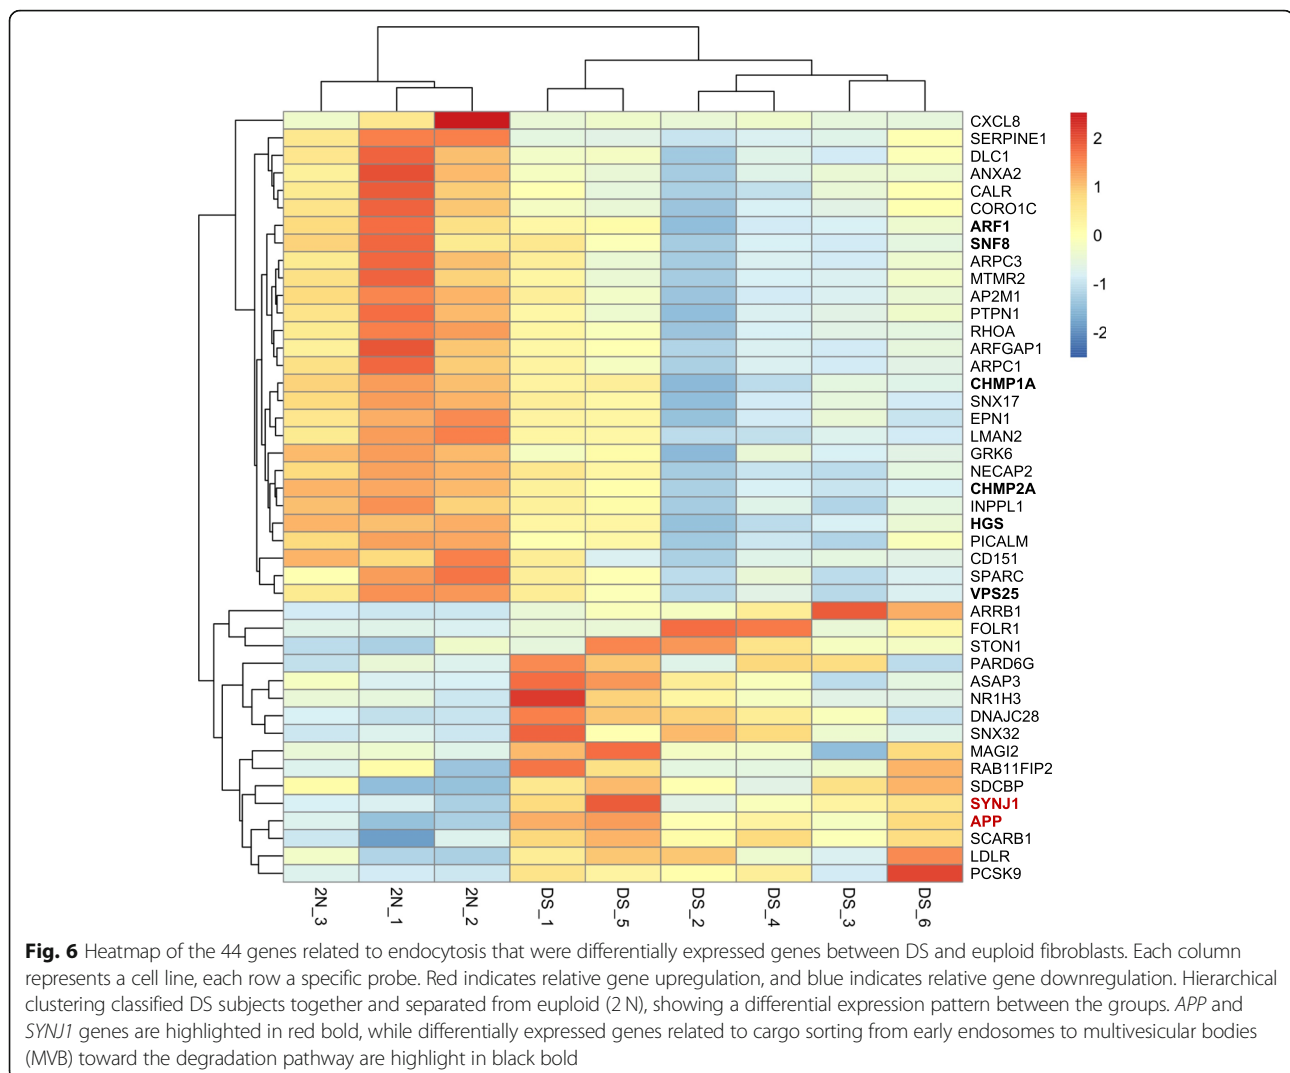 CXCL8
SERPINE1
DLC1
ANXA2
CALR
CORO1C
ARF1
SNF8
ARPC3
MTMR2
AP2M1
PTPN1
RHOA
ARFGAP1
ARPC1
CHMP1A
SNX17
EPN1
LMAN2
GRK6
NECAP2
CHMP2A
INPPL1
HGS
PICALM
CD151
SPARC
VPS25
ARRB1
FOLR1
STON1
PARD6G
ASAP3
NR1H3
DNAJC28
SNX32
MAGI2
RAB11FIP2
SDCBP
SYNJ1
APP
SCARB1
LDLR
PCSK9
2
1
0
-1
-2
2N_3
2N_1
2N_2
DS_1
DS_5
DS_2
DS_4
DS_3
DS_6
Fig. 6 Heatmap of the 44 genes related to endocytosis that were differentially expressed genes between DS and euploid fibroblasts. Each column
represents a cell line, each row a specific probe. Red indicates relative gene upregulation, and blue indicates relative gene downregulation. Hierarchical
clustering classified DS subjects together and separated from euploid (2 N), showing a differential expression pattern between the groups. APP and
SYNJ1 genes are highlighted in red bold, while differentially expressed genes related to cargo sorting from early endosomes to multivesicular bodies
(MVB) toward the degradation pathway are highlight in black bold